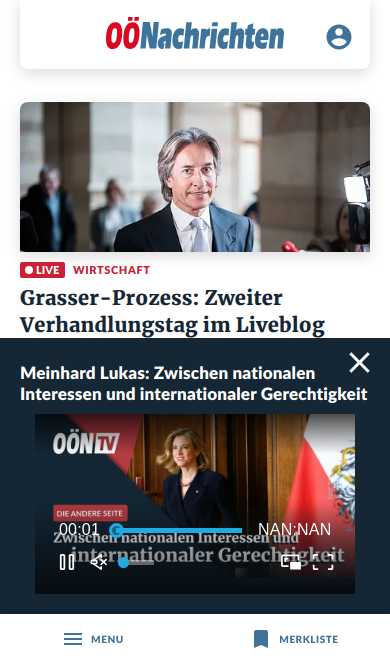 OÖNachrichten
LIVE WIRTSCHAFT
Grasser-Prozess: Zweiter
Verhandlungstag im Liveblog
Meinhard Lukas: Zwischen nationalen
Interessen und internationaler Gerechtigkeit
OÖN TV
DIE ANDERE SEITE
00:01 NAN:NAN
Zwischen nationalen Interessen und
internationaler Gerechtigkeit
MENU MERKLISTE